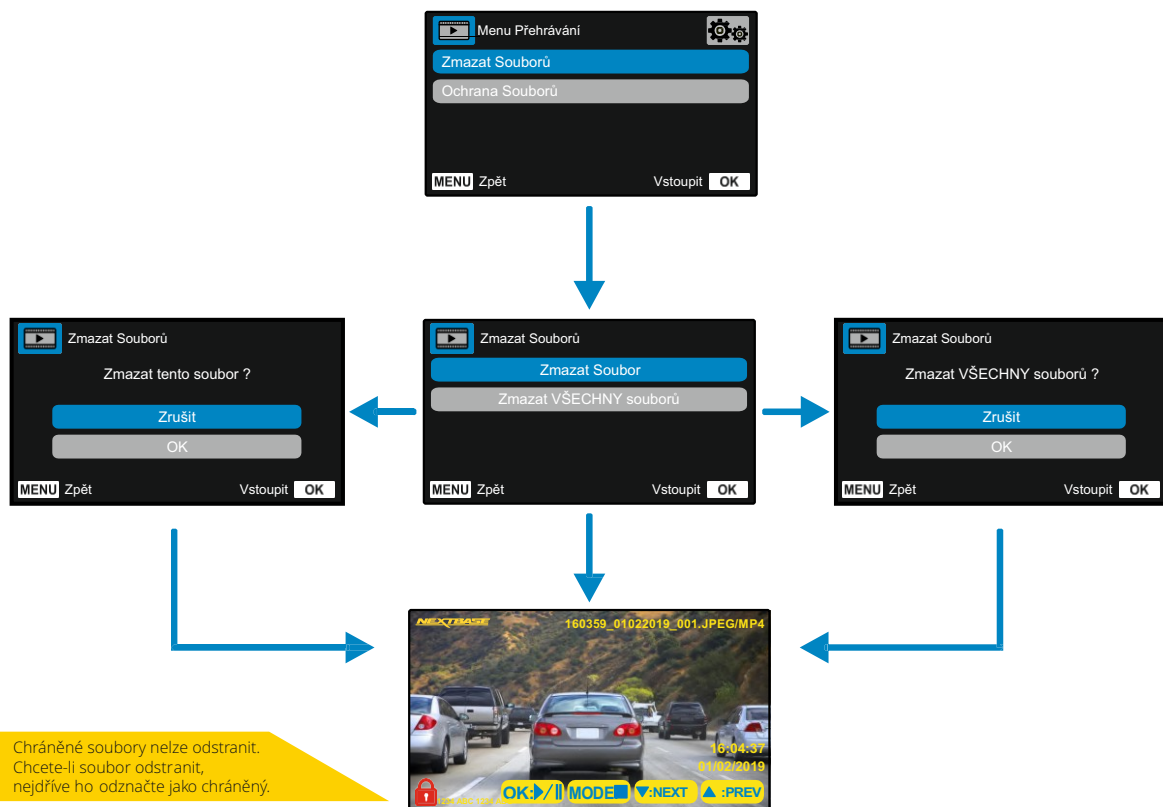 Menu Přehrávání
Zmazat Souborů
Ochrana Souborů
MENU Zpět Vstoupit OK
Zmazat Souborů
Zmazat tento soubor ?
Zrušit
OK
MENU Zpět Vstoupit OK
Zmazat Souborů
Zmazat Soubor
Zmazat VŠECHNY souborů
MENU Zpět Vstoupit OK
Zmazat Souborů
Zmazat VŠECHNY souborů ?
Zrušit
OK
MENU Zpět Vstoupit OK
NEXTBASE 160359_01022019_001.JPEG/MP4
16:04:37
01/02/2019
OK:▶/|| MODE■ ▼:NEXT ▲ :PREV
Chráněné soubory nelze odstranit.
Chcete-li soubor odstranit,
nejdříve ho odznačte jako chráněný.